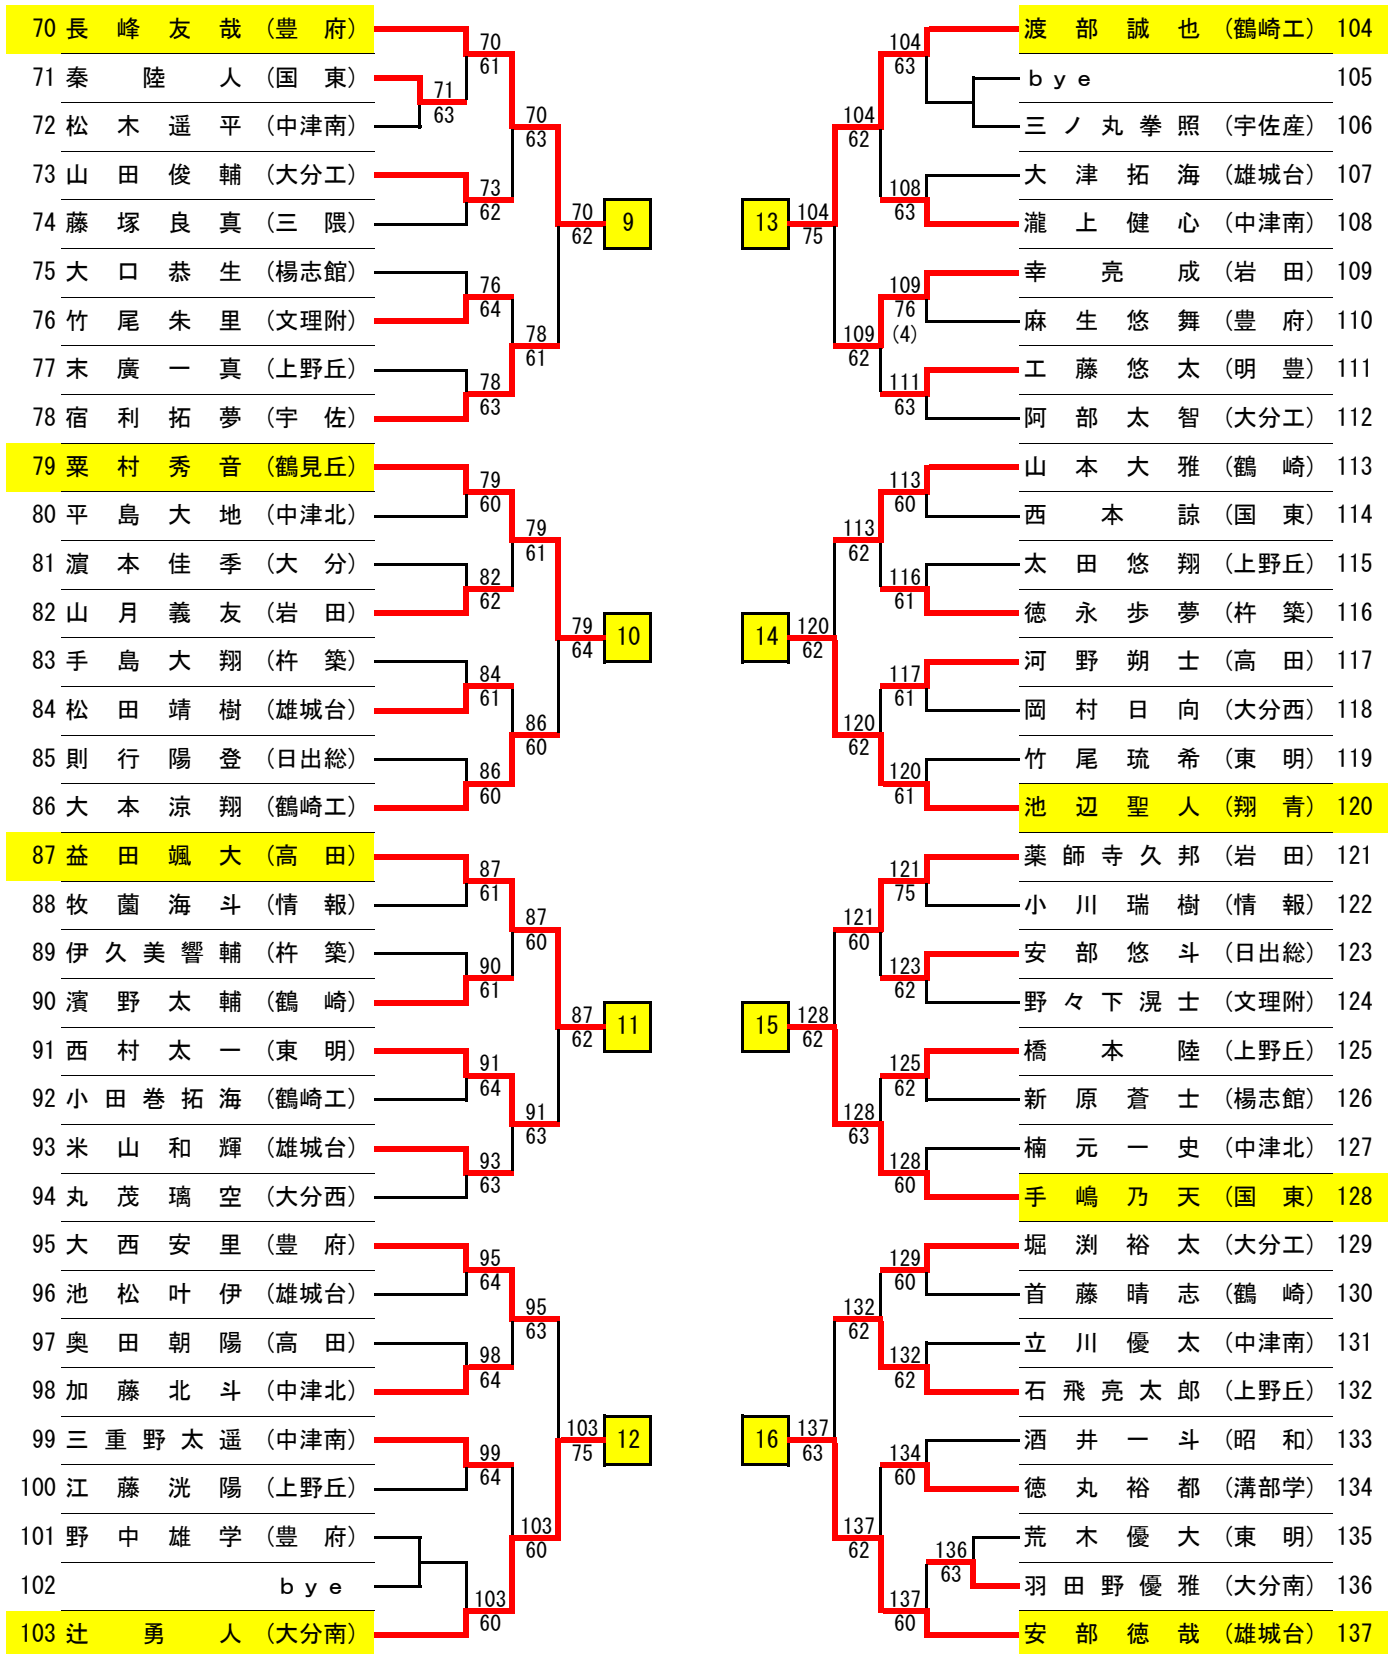 70 長峰友哉 (豊府)
71 秦陸人 (国東)
72 松木遥平 (中津南)
73 山田俊輔 (大分工)
74 藤塚良真 (三隈)
75 大口恭生 (楊志館)
76 竹尾朱里 (文理附)
77 末廣一真 (上野丘)
78 宿利拓夢 (宇佐)
79 粟村秀音 (鶴見丘)
80 平島大地 (中津北)
81 濵本佳季 (大分)
82 山月義友 (岩田)
83 手島大翔 (杵築)
84 松田靖樹 (雄城台)
85 則行陽登 (日出総)
86 大本涼翔 (鶴崎工)
87 益田颯大 (高田)
88 牧薗海斗 (情報)
89 伊久美響輔 (杵築)
90 濱野太輔 (鶴崎)
91 西村太一 (東明)
92 小田巻拓海 (鶴崎工)
93 米山和輝 (雄城台)
94 丸茂璃空 (大分西)
95 大西安里 (豊府)
96 池松叶伊 (雄城台)
97 奥田朝陽 (高田)
98 加藤北斗 (中津北)
99 三重野太遥 (中津南)
100 江藤洸陽 (上野丘)
101 野中雄学 (豊府)
102 bye
103 辻勇人 (大分南)
71
63
70
61
73
62
76
64
78
63
79
60
82
62
84
61
86
60
87
61
90
61
91
64
93
63
95
64
98
64
99
64
103
60
70
63
78
61
79
61
86
60
87
60
91
63
95
63
103
60
70
62
79
64
87
62
103
75
9
10
11
12
13
14
15
16
104
75
120
62
128
62
137
63
104
62
109
62
113
62
120
62
121
60
128
63
132
62
137
62
104
63
108
63
109
76
(4)
111
63
113
60
116
61
117
61
120
61
121
75
123
62
125
62
128
60
129
60
132
62
134
60
136
63
137
60
渡部誠也 (鶴崎工) 104
bye 105
三ノ丸拳照 (宇佐産) 106
大津拓海 (雄城台) 107
瀧上健心 (中津南) 108
幸亮成 (岩田) 109
麻生悠舞 (豊府) 110
工藤悠太 (明豊) 111
阿部太智 (大分工) 112
山本大雅 (鶴崎) 113
西本諒 (国東) 114
太田悠翔 (上野丘) 115
徳永歩夢 (杵築) 116
河野朔士 (高田) 117
岡村日向 (大分西) 118
竹尾琉希 (東明) 119
池辺聖人 (翔青) 120
薬師寺久邦 (岩田) 121
小川瑞樹 (情報) 122
安部悠斗 (日出総) 123
野々下滉士 (文理附) 124
橋本陸 (上野丘) 125
新原蒼士 (楊志館) 126
楠元一史 (中津北) 127
手嶋乃天 (国東) 128
堀渕裕太 (大分工) 129
首藤晴志 (鶴崎) 130
立川優太 (中津南) 131
石飛亮太郎 (上野丘) 132
酒井一斗 (昭和) 133
徳丸裕都 (溝部学) 134
荒木優大 (東明) 135
羽田野優雅 (大分南) 136
安部徳哉 (雄城台) 137